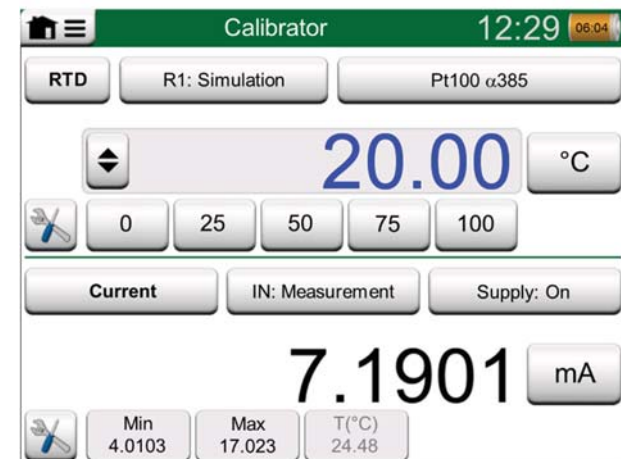 Calibrator 12:29 06:04
RTD R1: Simulation Pt100 α385
20.00 °C
0 25 50 75 100
Current IN: Measurement Supply: On
7.1901 mA
Min Max T(°C)
4.0103 17.023 24.48